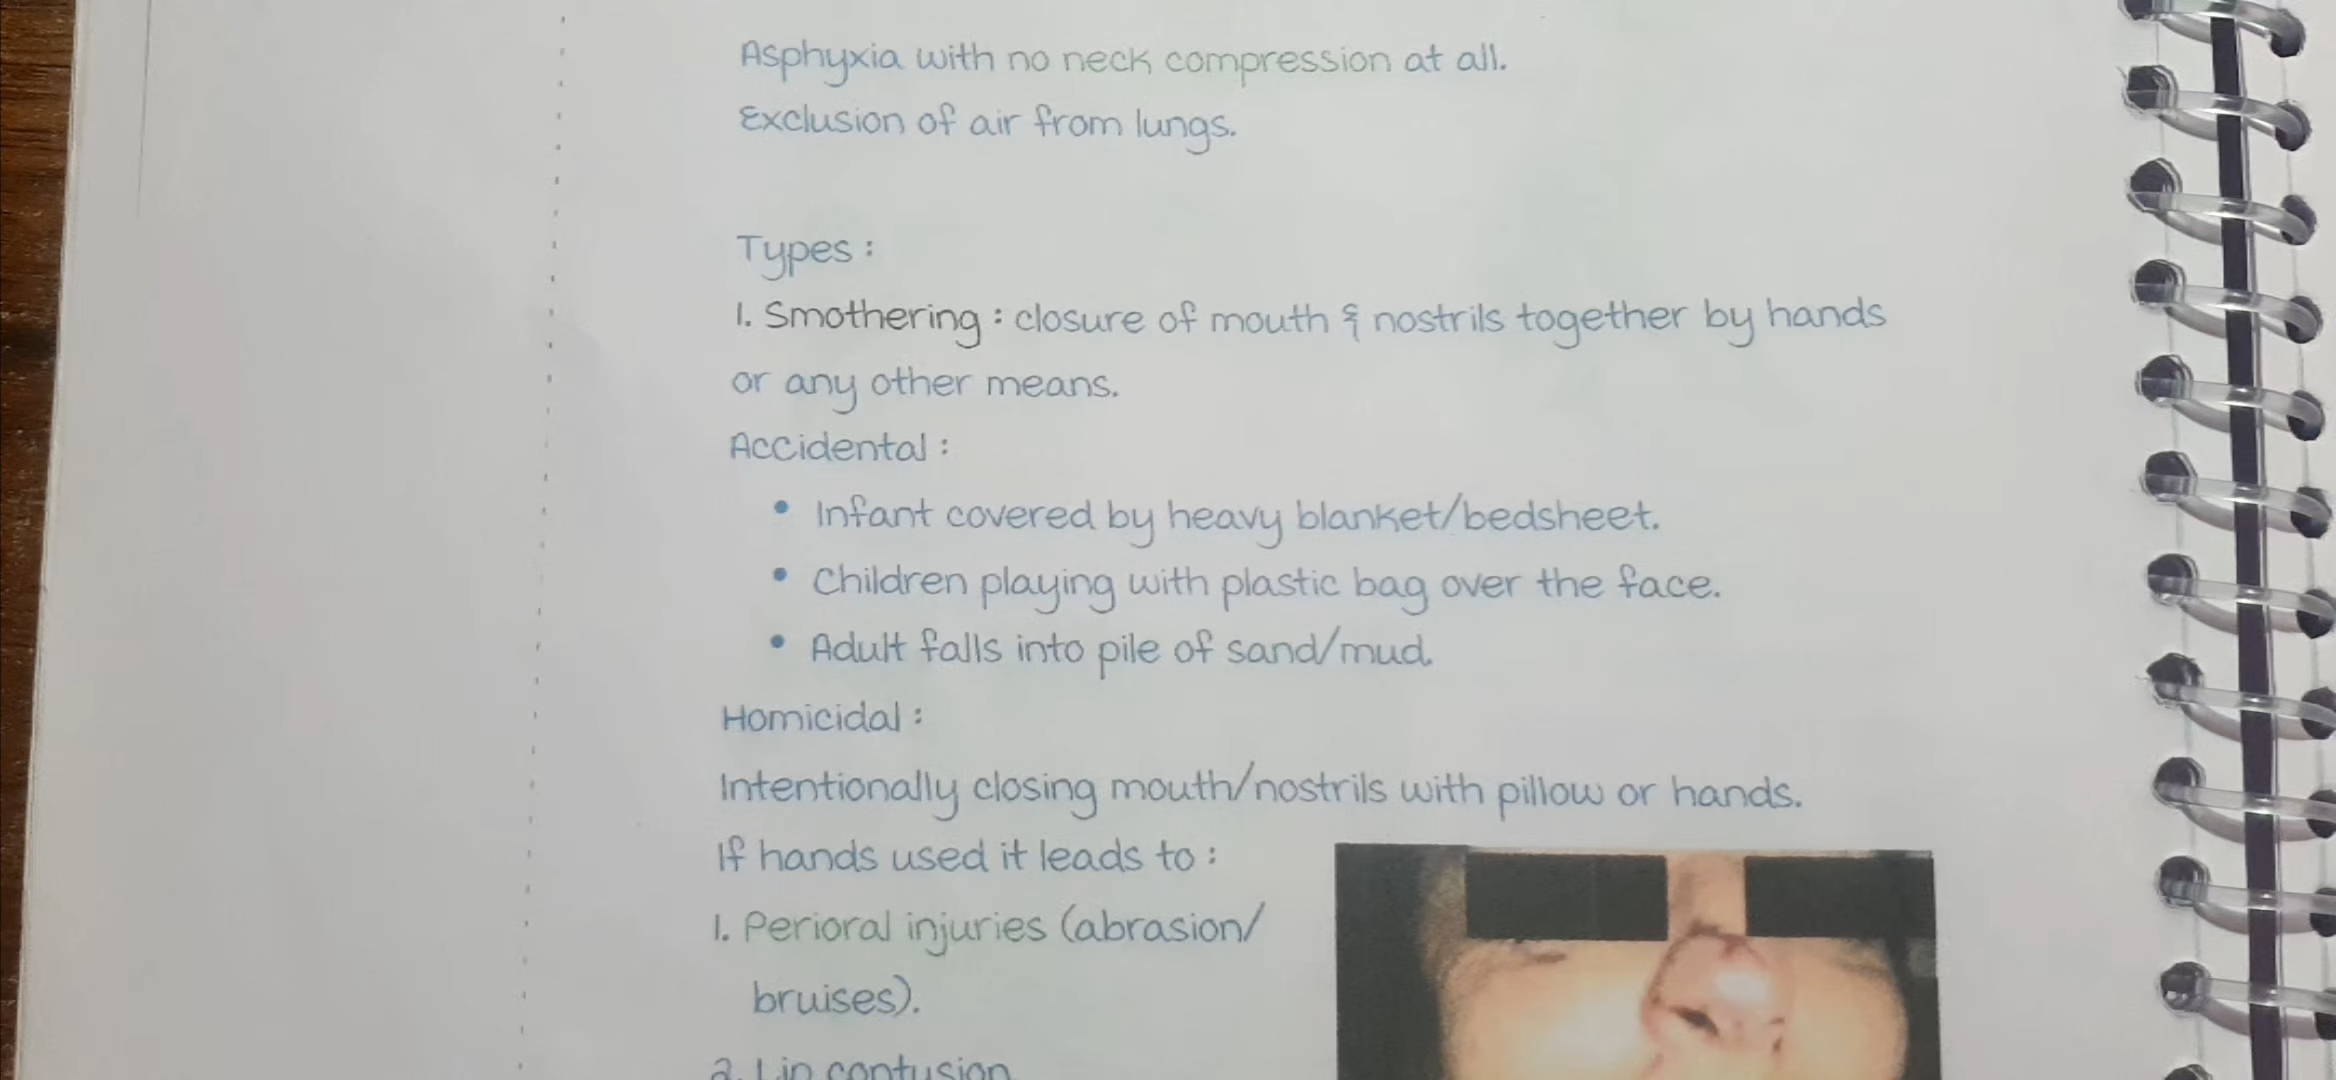 Asphyxia with no neck compression at all.
Exclusion of air from lungs.
Types :
1. Smothering : closure of mouth & nostrils together by hands
or any other means.
Accidental :
• Infant covered by heavy blanket/bedsheet.
• Children playing with plastic bag over the face.
• Adult falls into pile of sand/mud.
Homicidal :
Intentionally closing mouth/nostrils with pillow or hands.
If hands used it leads to :
1. Perioral injuries (abrasion/
bruises).
2. Lip contusion